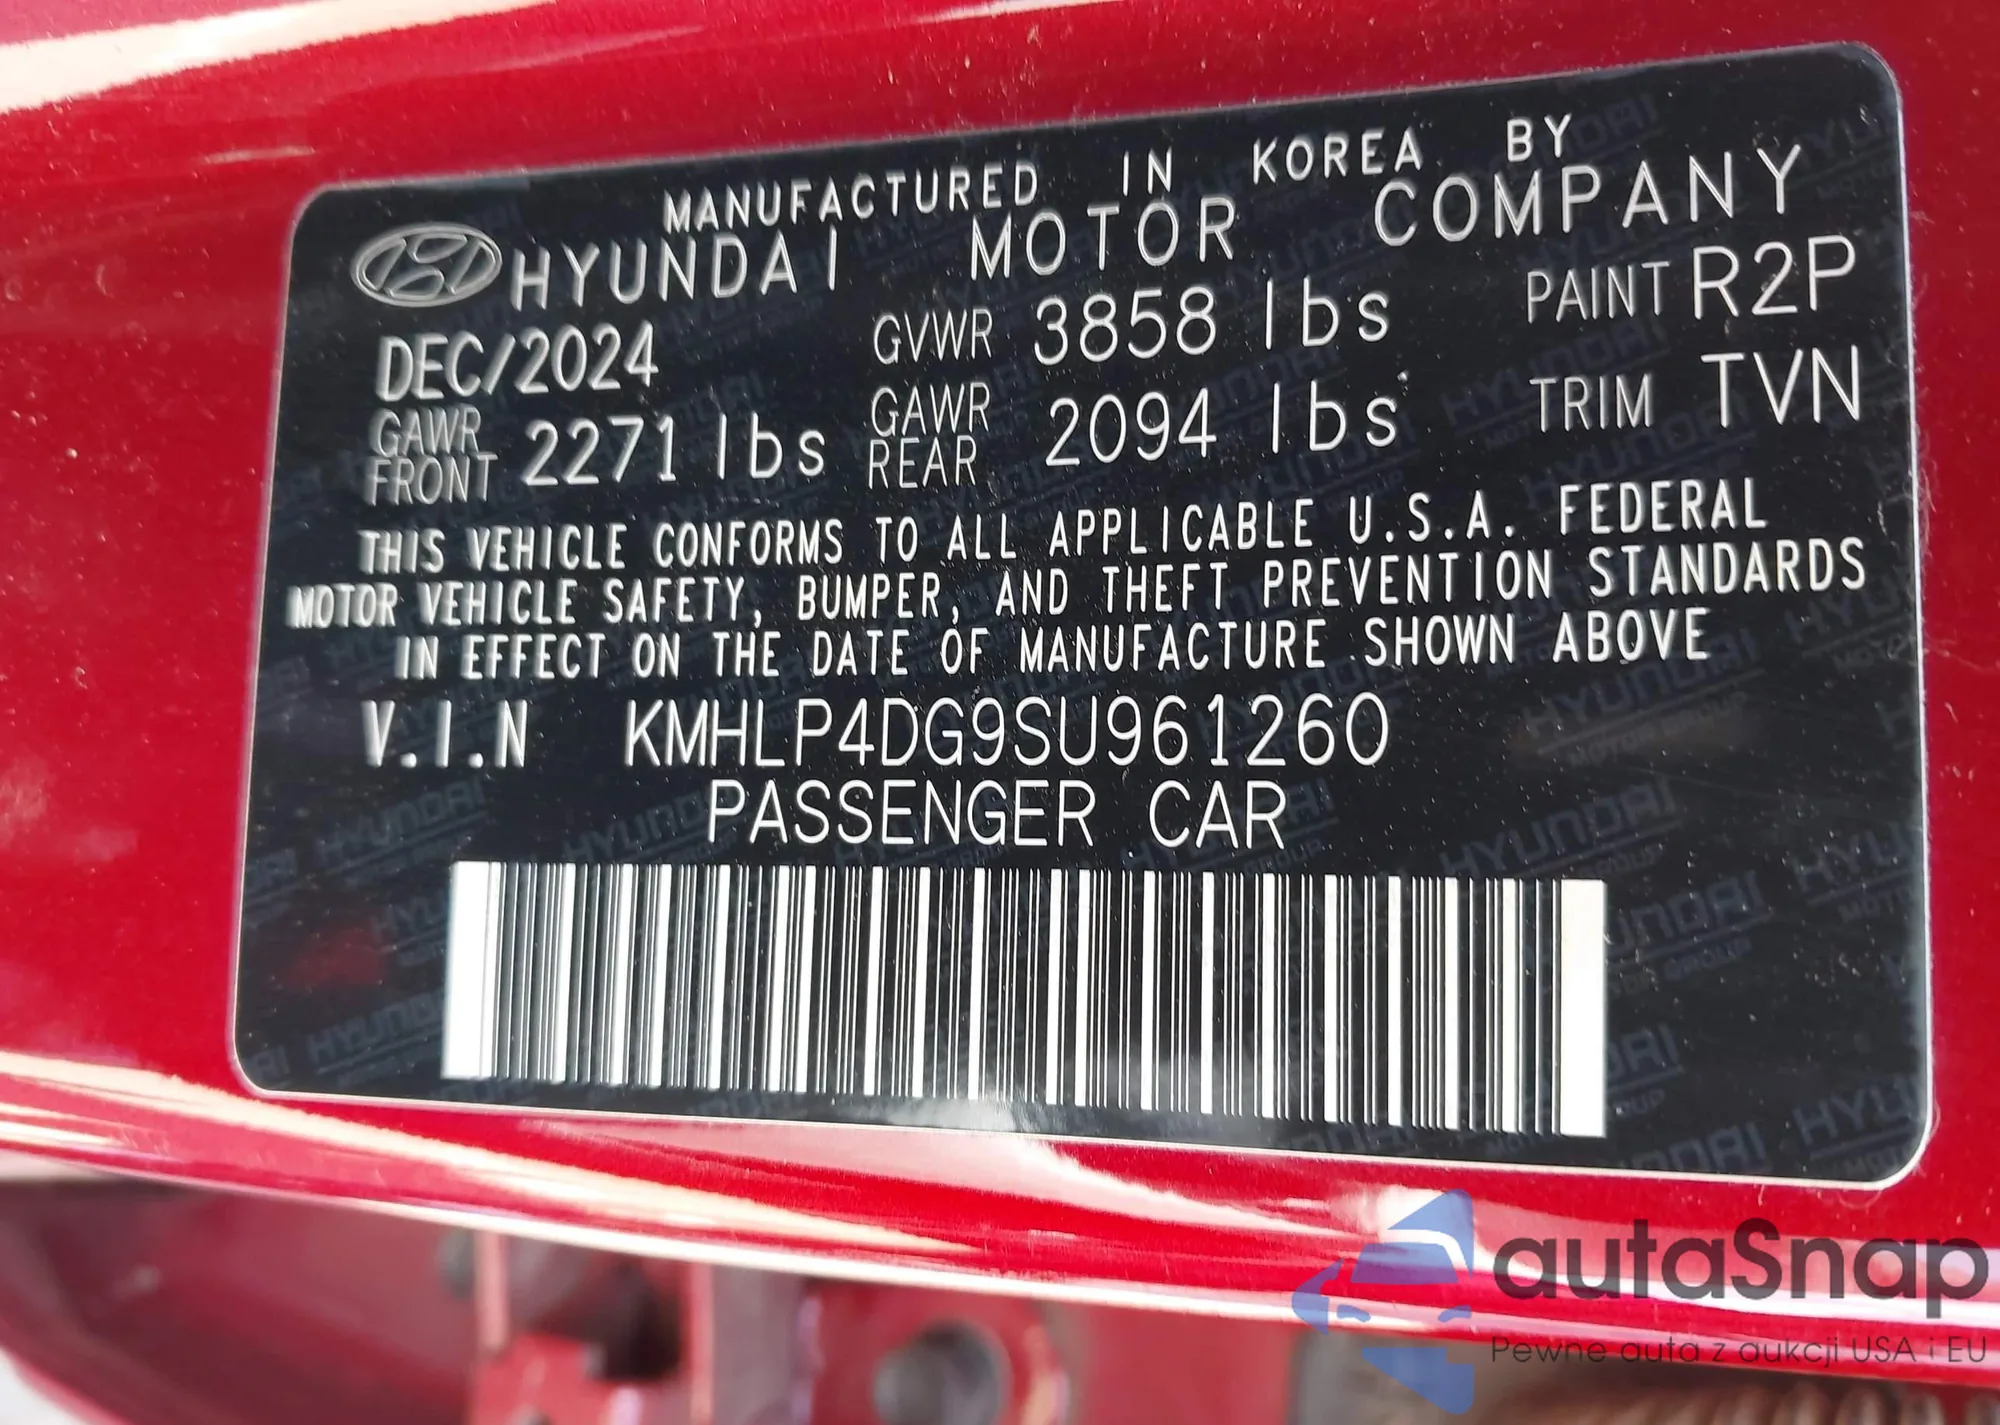 MANUFACTURED IN KOREA BY
HYUNDAI MOTOR COMPANY
DEC/2024 GVWR 3858 lbs PAINT R2P
GAWR FRONT 2271 lbs GAWR REAR 2094 lbs TRIM TVN
THIS VEHICLE CONFORMS TO ALL APPLICABLE U.S.A. FEDERAL
MOTOR VEHICLE SAFETY, BUMPER, AND THEFT PREVENTION STANDARDS
IN EFFECT ON THE DATE OF MANUFACTURE SHOWN ABOVE
V.I.N KMHLP4DG9SU961260
PASSENGER CAR
autaSnap
Pewne auta z aukcji USA i EU